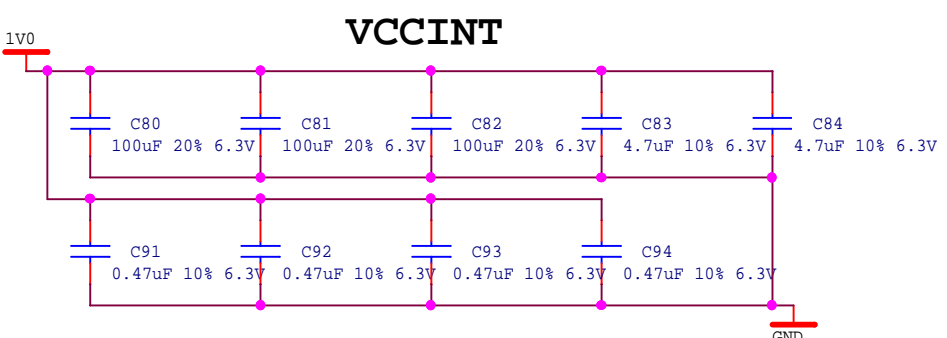 VCCINT
1V0
C80 C81 C82 C83 C84
100uF 20% 6.3V 100uF 20% 6.3V 100uF 20% 6.3V 4.7uF 10% 6.3V 4.7uF 10% 6.3V
C91 C92 C93 C94
0.47uF 10% 6.3V 0.47uF 10% 6.3V 0.47uF 10% 6.3V 0.47uF 10% 6.3V
GND